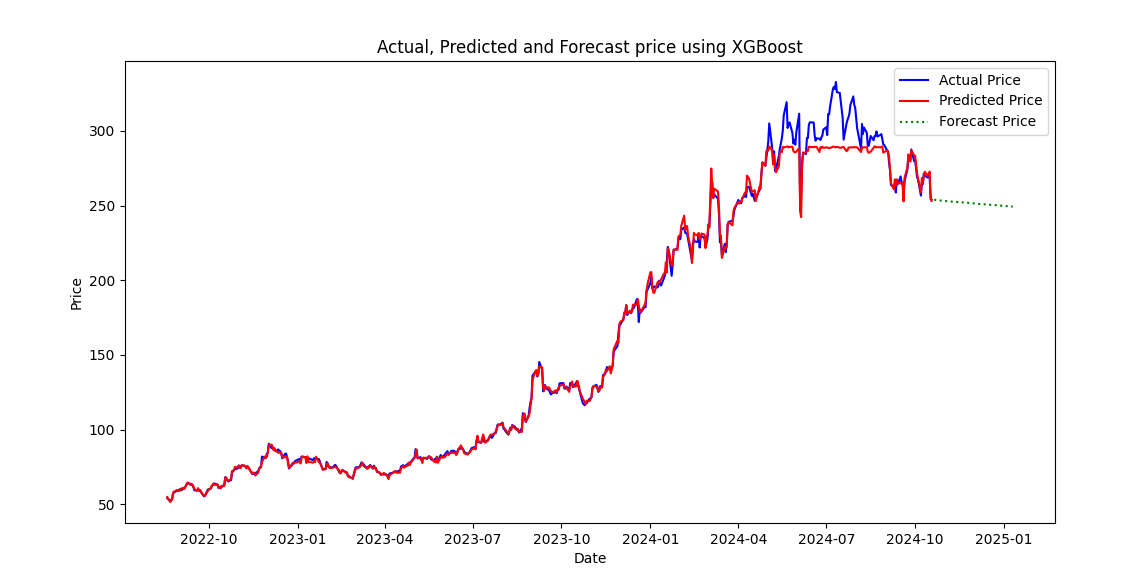 Actual, Predicted and Forecast price using XGBoost
Actual Price
Predicted Price
Forecast Price
Price
300
250
200
150
100
50
2022-10 2023-01 2023-04 2023-07 2023-10 2024-01 2024-04 2024-07 2024-10 2025-01
Date